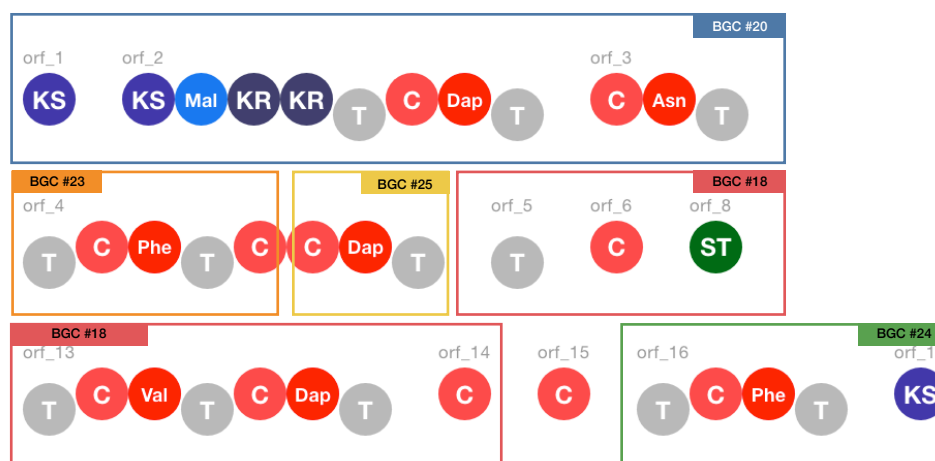 BGC #20
orf_1 orf_2 orf_3
KS KS Mal KR KR T C Dap T C Asn T
BGC #23 BGC #25 BGC #18
orf_4 orf_5 orf_6 orf_8
T C Phe T C C Dap T T C ST
BGC #18 BGC #24
orf_13 orf_14 orf_15 orf_16 orf_1
T C Val T C Dap T C C T C Phe T KS